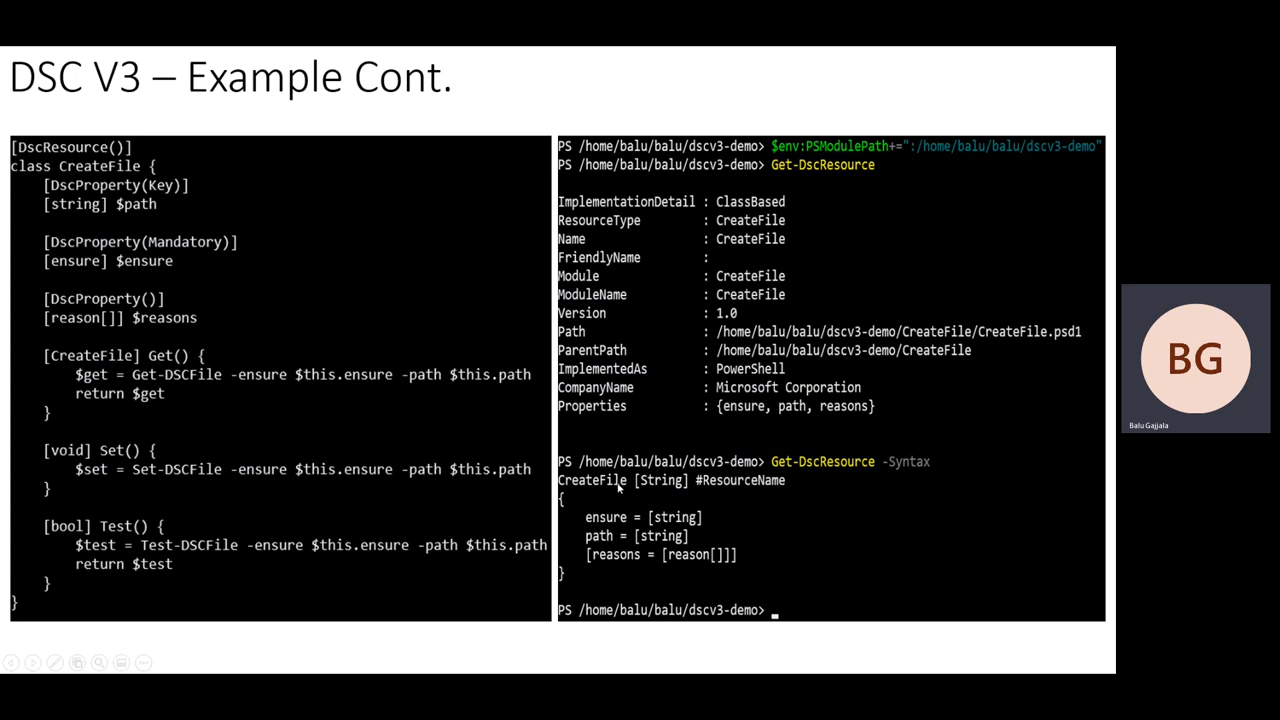 DSC V3 – Example Cont.
[DscResource()]
class CreateFile {
[DscProperty(Key)]
[string] $path
[DscProperty(Mandatory)]
[ensure] $ensure
[DscProperty()]
[reason[]] $reasons
[CreateFile] Get() {
$get = Get-DSCFile -ensure $this.ensure -path $this.path
return $get
}
[void] Set() {
$set = Set-DSCFile -ensure $this.ensure -path $this.path
}
[bool] Test() {
$test = Test-DSCFile -ensure $this.ensure -path $this.path
return $test
}
}
PS /home/balu/balu/dscv3-demo> $env:PSModulePath+=":/home/balu/balu/dscv3-demo"
PS /home/balu/balu/dscv3-demo> Get-DscResource
ImplementationDetail : ClassBased
ResourceType : CreateFile
Name : CreateFile
FriendlyName :
Module : CreateFile
ModuleName : CreateFile
Version : 1.0
Path : /home/balu/balu/dscv3-demo/CreateFile/CreateFile.psd1
ParentPath : /home/balu/balu/dscv3-demo/CreateFile
ImplementedAs : PowerShell
CompanyName : Microsoft Corporation
Properties : {ensure, path, reasons}
PS /home/balu/balu/dscv3-demo> Get-DscResource -Syntax
CreateFile [String] #ResourceName
{
ensure = [string]
path = [string]
[reasons = [reason[]]]
}
PS /home/balu/balu/dscv3-demo> _
BG
Balu Gajjala